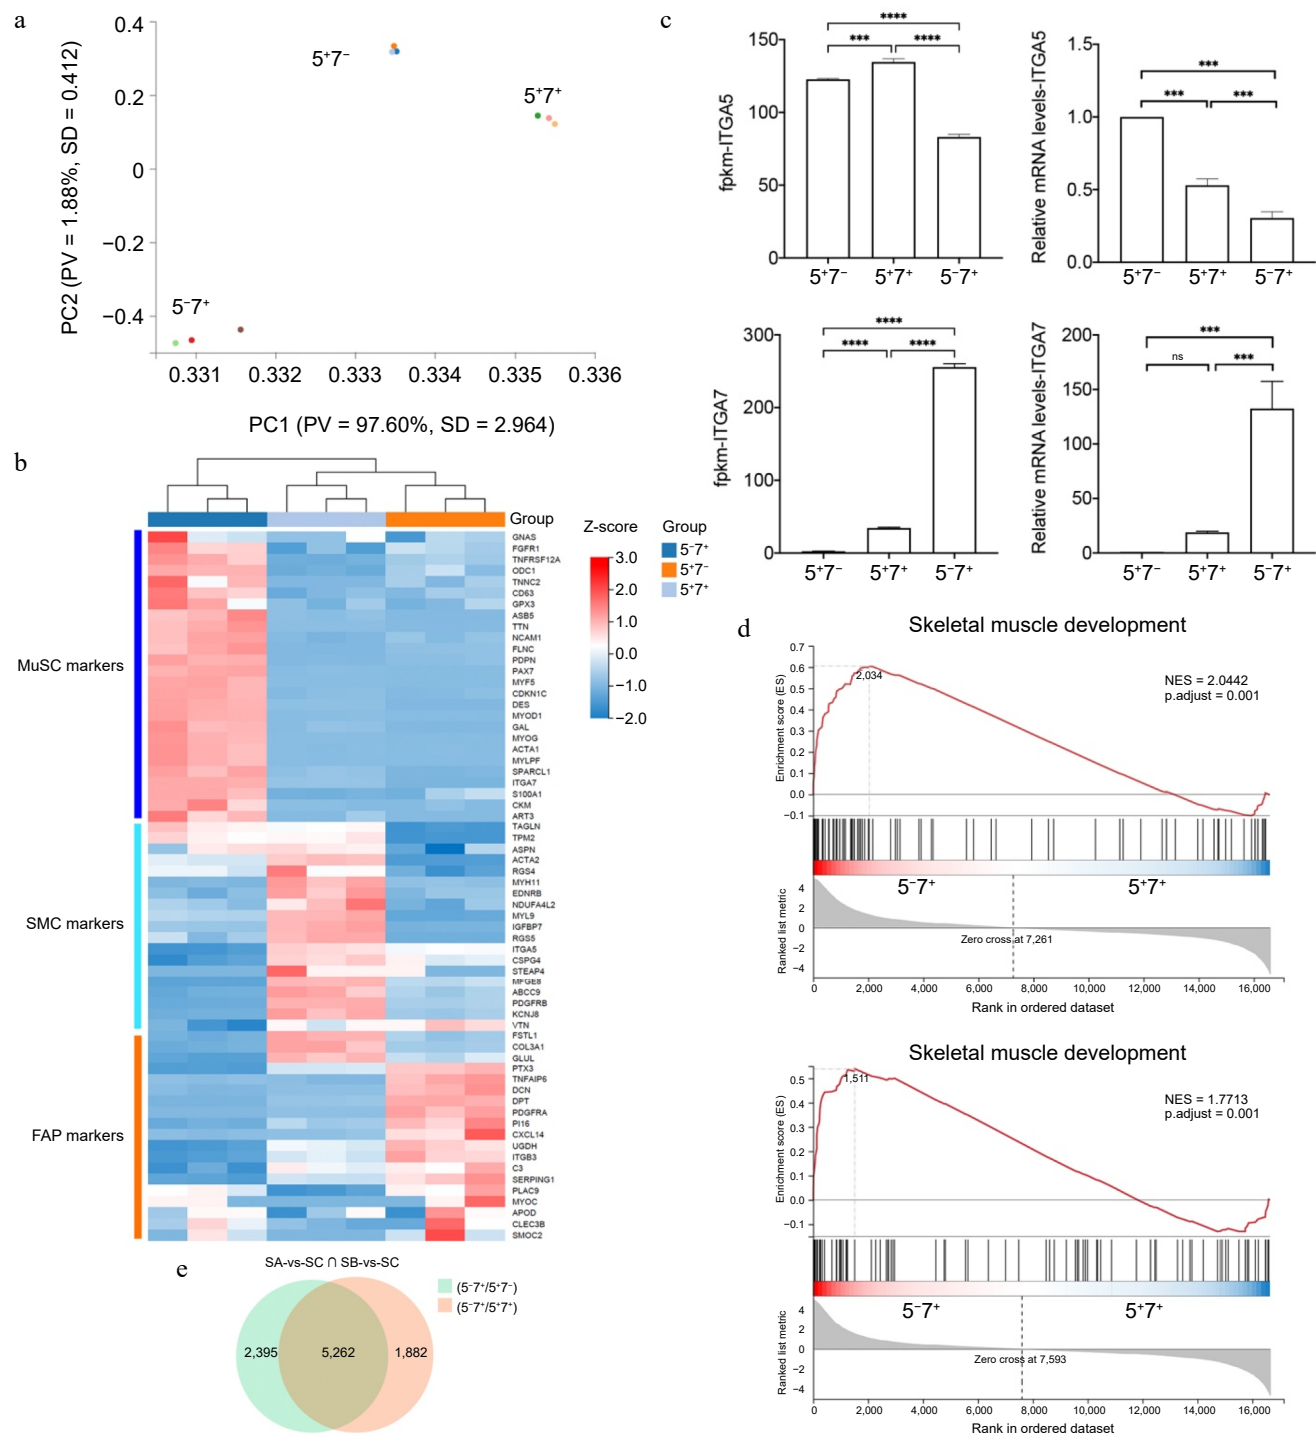 a
0.4
0.2
0
−0.2
−0.4
PC2 (PV = 1.88%, SD = 0.412)
5⁺7⁻
5⁺7⁺
5⁻7⁺
0.331 0.332 0.333 0.334 0.335 0.336
PC1 (PV = 97.60%, SD = 2.964)
b
Group
GNAS
FGFR1
TNFRSF12A
ODC1
TNNC2
CD63
GPX3
ASB5
TTN
NCAM1
FLNC
PDPN
PAX7
MYF5
CDKN1C
DES
MYOD1
GAL
MYOG
ACTA1
MYLPF
SPARCL1
ITGA7
S100A1
CKM
ART3
TAGLN
TPM2
ASPN
ACTA2
RGS4
MYH11
EDNRB
NDUFA4L2
MYL9
IGFBP7
RGS5
ITGA5
CSPG4
STEAP4
MFGE8
ABCC9
PDGFRB
KCNJ8
VTN
FSTL1
COL3A1
GLUL
PTX3
TNFAIP6
DCN
DPT
PDGFRA
PI16
CXCL14
UGDH
ITGB3
C3
SERPING1
PLAC9
MYOC
APOD
CLEC3B
SMOC2
MuSC markers
SMC markers
FAP markers
Z-score
3.0
2.0
1.0
0.0
−1.0
−2.0
Group
5⁻7⁺
5⁺7⁻
5⁺7⁺
c
fpkm-ITGA5
150
100
50
0
****
*** ****
5⁺7⁻ 5⁺7⁺ 5⁻7⁺
Relative mRNA levels-ITGA5
1.5
1.0
0.5
0.0
***
*** ***
5⁺7⁻ 5⁺7⁺ 5⁻7⁺
fpkm-ITGA7
300
200
100
0
****
**** ****
5⁺7⁻ 5⁺7⁺ 5⁻7⁺
Relative mRNA levels-ITGA7
200
150
100
50
0
***
ns ***
5⁺7⁻ 5⁺7⁺ 5⁻7⁺
d
Skeletal muscle development
Enrichment score (ES)
0.7
0.6
0.5
0.4
0.3
0.2
0.1
0.0
−0.1
2,034
NES = 2.0442
p.adjust = 0.001
5⁻7⁺ 5⁺7⁻
Ranked list metric
4
2
0
−2
−4
Zero cross at 7,261
0 2,000 4,000 6,000 8,000 10,000 12,000 14,000 16,000
Rank in ordered dataset
Skeletal muscle development
Enrichment score (ES)
0.5
0.4
0.3
0.2
0.1
0.0
−0.1
1,511
NES = 1.7713
p.adjust = 0.001
5⁻7⁺ 5⁺7⁺
Ranked list metric
4
2
0
−2
−4
Zero cross at 7,593
0 2,000 4,000 6,000 8,000 10,000 12,000 14,000 16,000
Rank in ordered dataset
e
SA-vs-SC ∩ SB-vs-SC
(5⁻7⁺/5⁺7⁻)
(5⁻7⁺/5⁺7⁺)
2,395 5,262 1,882